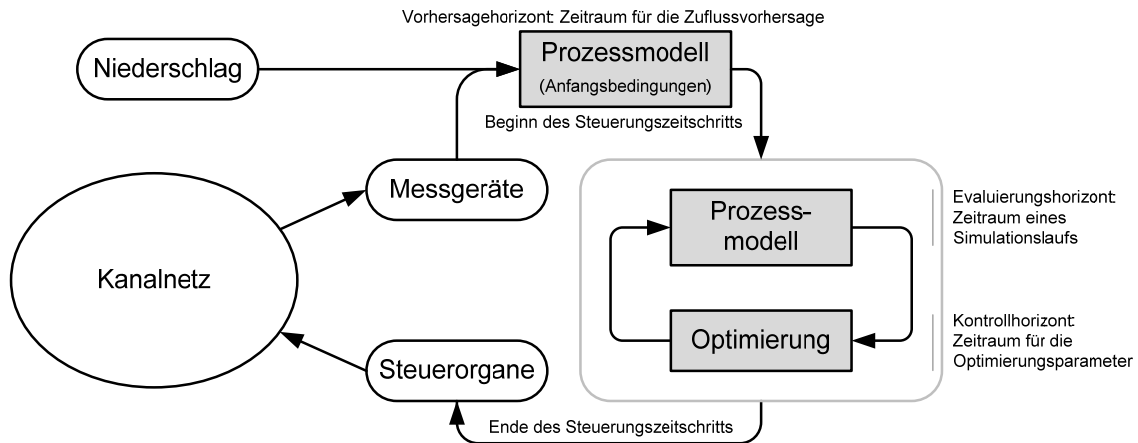 Vorhersagehorizont: Zeitraum für die Zuflussvorhersage
Niederschlag
Prozessmodell
(Anfangsbedingungen)
Beginn des Steuerungszeitschritts
Messgeräte
Kanalnetz
Prozess-
modell
Evaluierungshorizont:
Zeitraum eines
Simulationslaufs
Optimierung
Kontrollhorizont:
Zeitraum für die
Optimierungsparameter
Steuerorgane
Ende des Steuerungszeitschritts